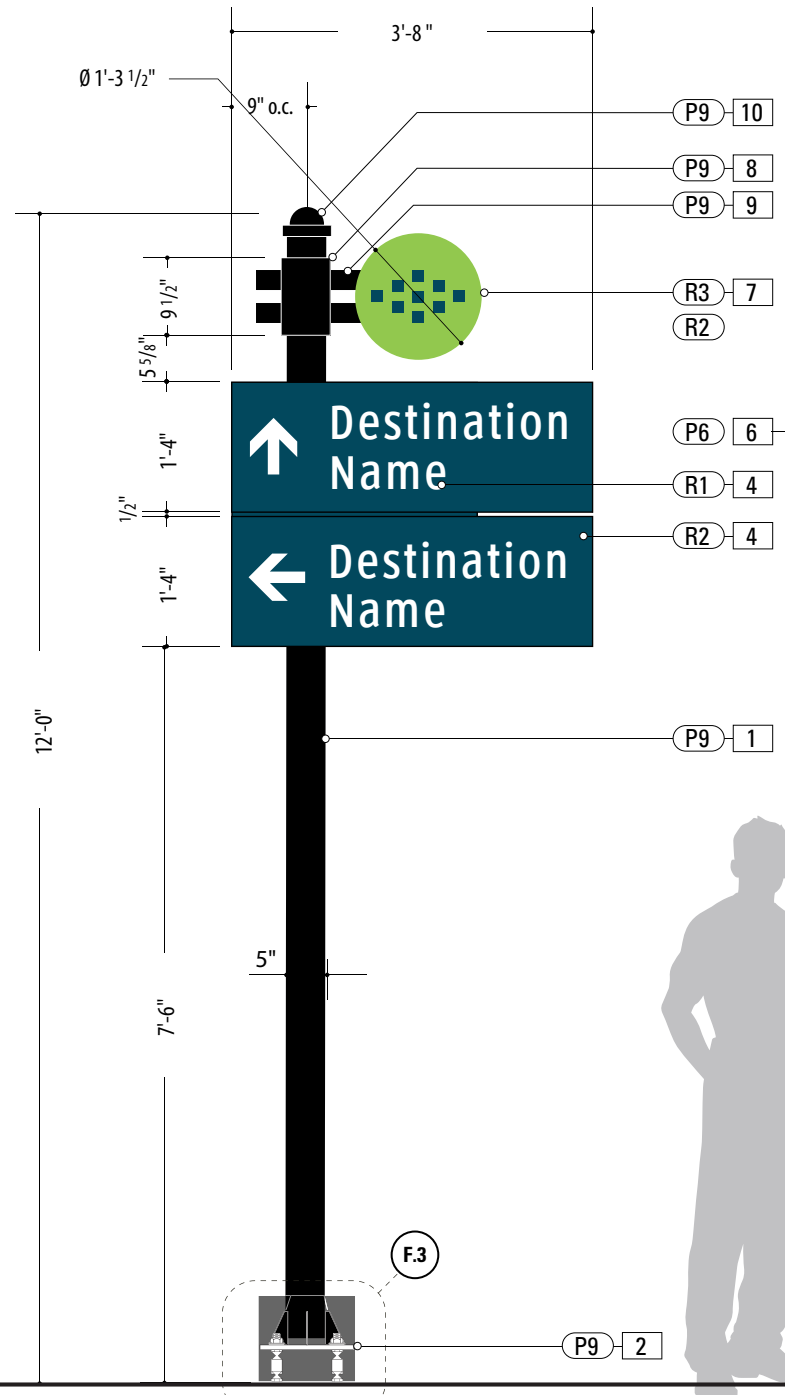 3'-8 "
Ø 1'-3 1/2"
9" o.c.
P9 10
P9 8
P9 9
R3 7
R2
9 1/2"
5 5/8"
Destination
Name
1'-4"
P6 6
R1 4
1/2"
R2 4
Destination
Name
1'-4"
12'-0"
P9 1
5"
7'-6"
F.3
P9 2